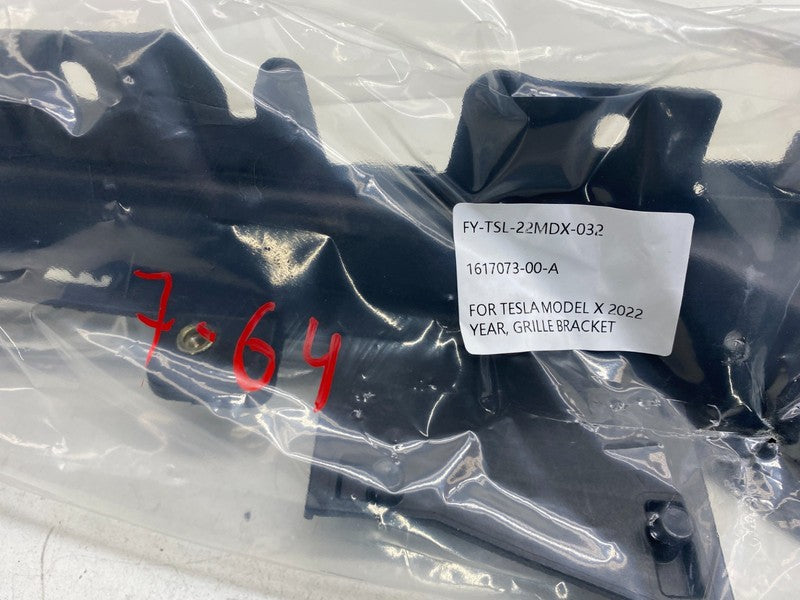 FY-TSL-22MDX-032
1617073-00-A
FOR TESLA MODEL X 2022
YEAR, GRILLE BRACKET
7-64